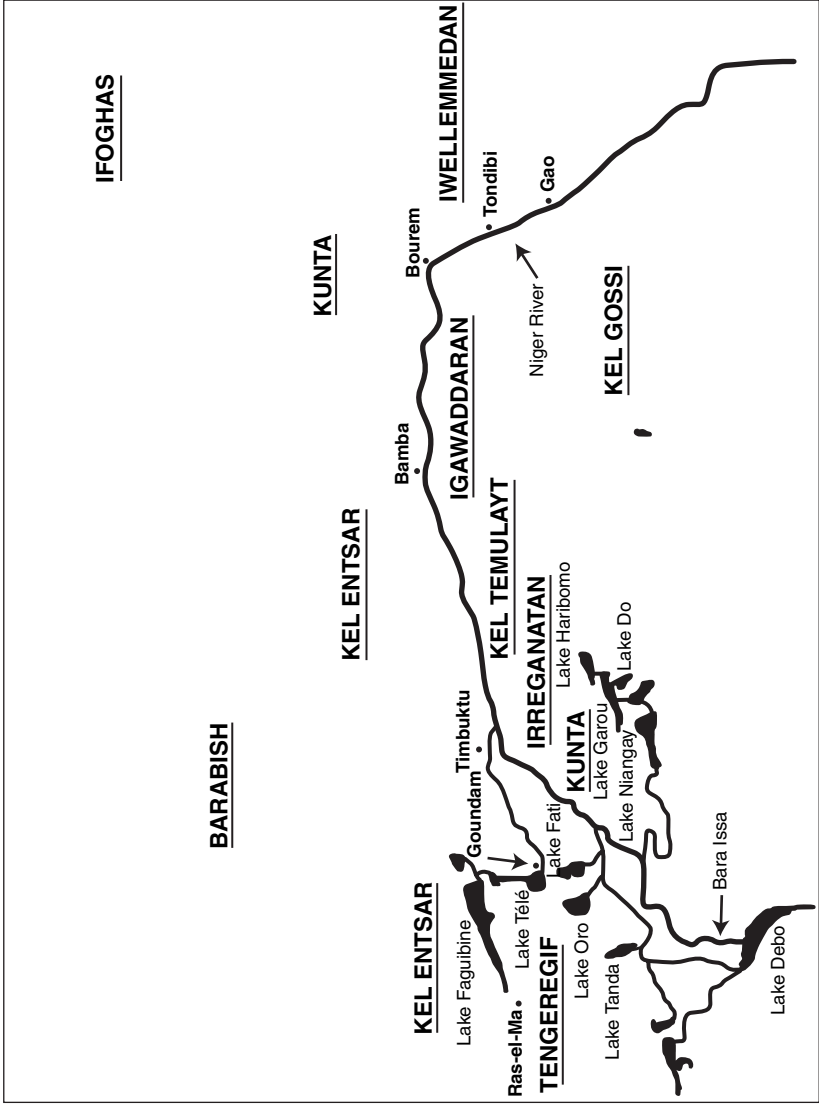 IFOGHAS
BARABISH
KUNTA
KEL ENTSAR
KEL ENTSAR
IWELLEMMEDAN
Bourem
Bamba
Tondibi
Gao
IGAWADDARAN
Niger River
KEL GOSSI
KEL TEMULAYT
IRREGANATAN
Timbuktu
Goundam
Lake Faguibine
Lake Télé
Lake Fati
Ras-el-Ma
TENGEREGIF
Lake Oro
Lake Tanda
KUNTA
Lake Haribomo
Lake Garou
Lake Do
Lake Niangay
Bara Issa
Lake Debo